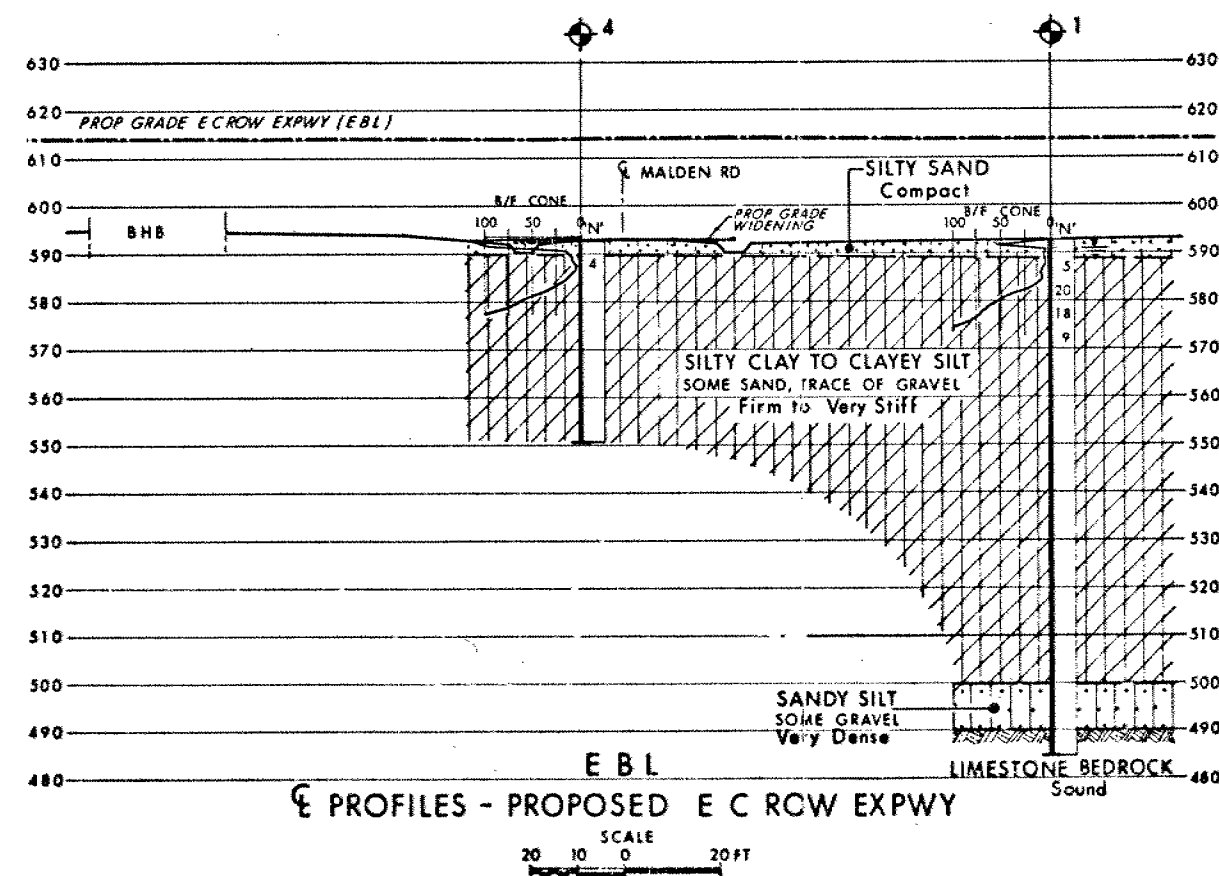 4
1
630
630
620
620
PROP GRADE E C ROW EXPWY (EBL)
610
610
℄ MALDEN RD
SILTY SAND
Compact
600
600
B/F CONE
B/F CONE
100 50 0 'N'
PROP GRADE
WIDENING
100 50 0 'N'
BHB
590
590
4
5
580
20
580
18
9
570
570
SILTY CLAY TO CLAYEY SILT
SOME SAND, TRACE OF GRAVEL
Firm to Very Stiff
560
560
550
550
540
540
530
530
520
520
510
510
500
500
SANDY SILT
SOME GRAVEL
Very Dense
490
490
480
480
LIMESTONE BEDROCK
Sound
E B L
℄ PROFILES - PROPOSED E C ROW EXPWY
SCALE
20 10 0 20 FT